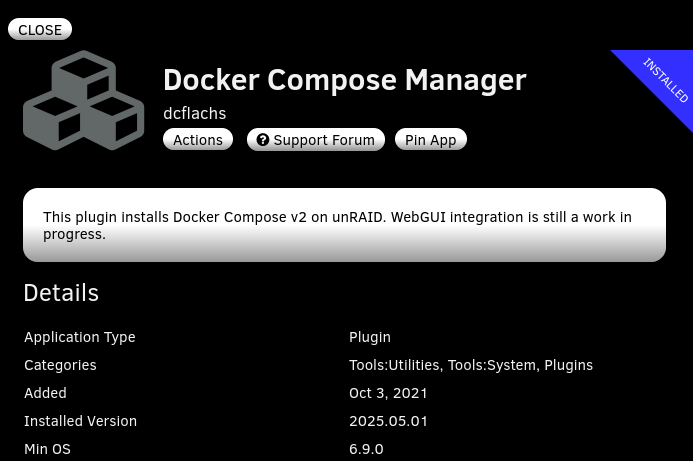 CLOSE
INSTALLED
Docker Compose Manager
dcflachs
Actions
Support Forum
Pin App
This plugin installs Docker Compose v2 on unRAID. WebGUI integration is still a work in
progress.
Details
Application Type Plugin
Categories Tools:Utilities, Tools:System, Plugins
Added Oct 3, 2021
Installed Version 2025.05.01
Min OS 6.9.0